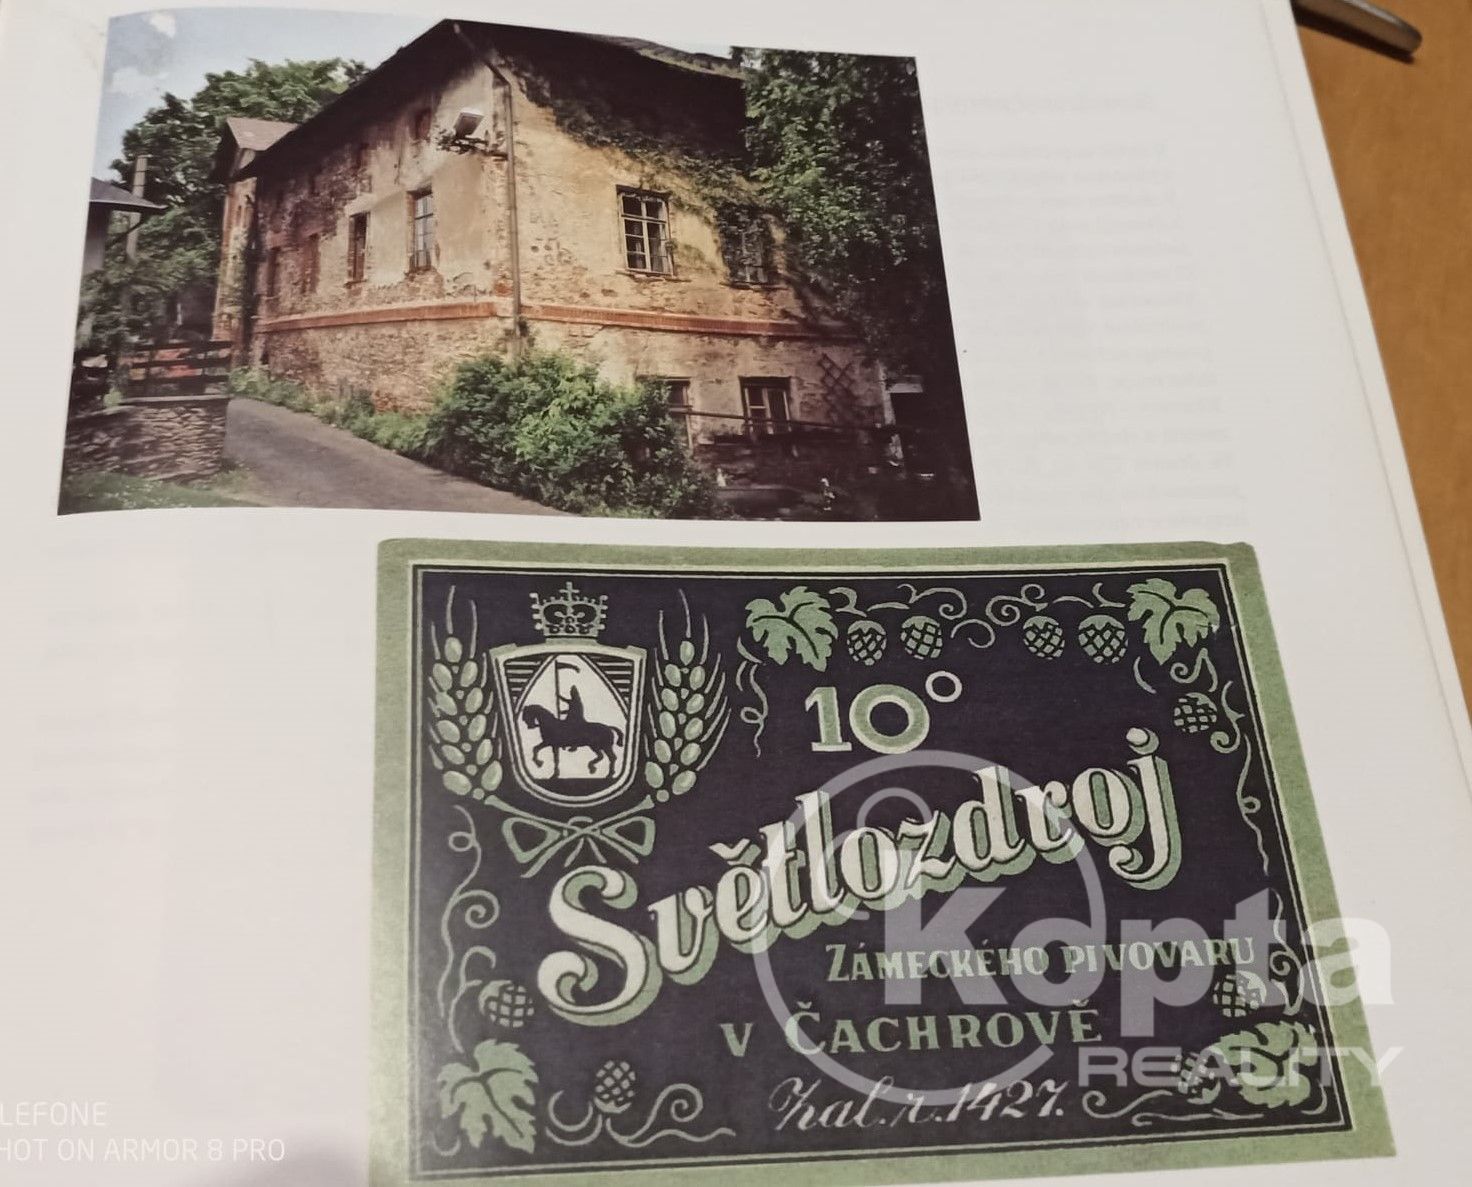 10°
Světlozdroj
ZÁMECKÉHO PIVOVARU
V ČACHROVĚ
Zal. r. 1427.
Kopta
REALITY
LEFONE
HOT ON ARMOR 8 PRO